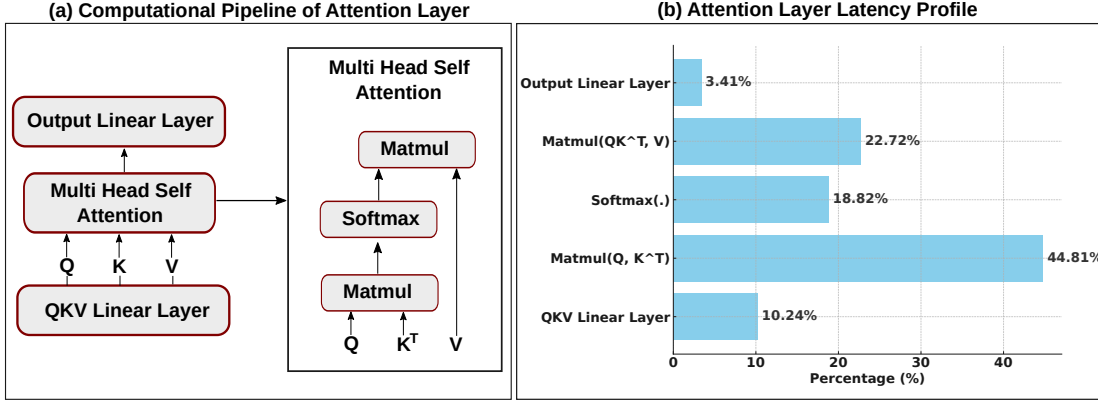 (a) Computational Pipeline of Attention Layer
Output Linear Layer
Multi Head Self
Attention
Q K V
QKV Linear Layer
Multi Head Self
Attention
Matmul
Softmax
Matmul
Q K^T V
(b) Attention Layer Latency Profile
Output Linear Layer 3.41%
Matmul(QK^T, V) 22.72%
Softmax(.) 18.82%
Matmul(Q, K^T) 44.81%
QKV Linear Layer 10.24%
0 10 20 30 40
Percentage (%)